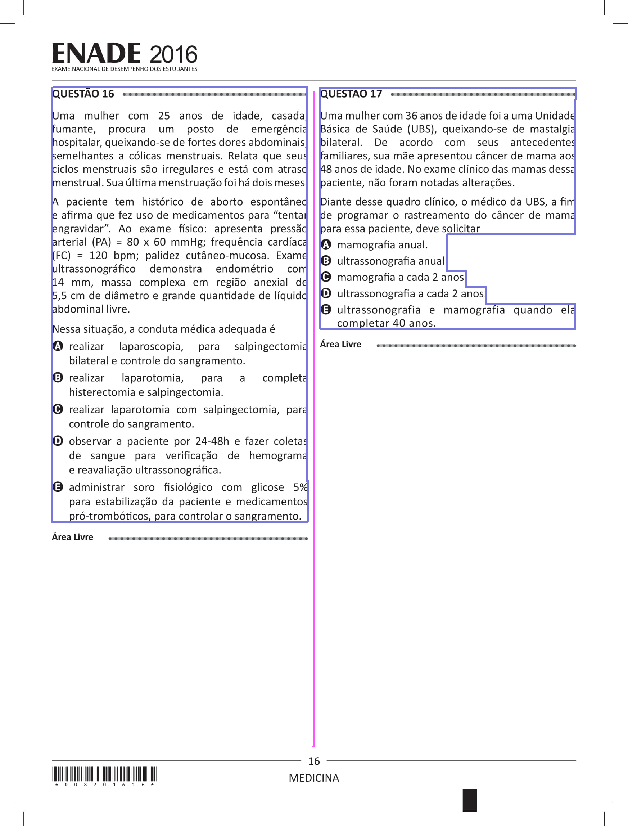 ENADE 2016
EXAME NACIONAL DE DESEMPENHO DOS ESTUDANTES
QUESTÃO 16
Uma mulher com 25 anos de idade, casada,
fumante, procura um posto de emergência
hospitalar, queixando-se de fortes dores abdominais,
semelhantes a cólicas menstruais. Relata que seus
ciclos menstruais são irregulares e está com atraso
menstrual. Sua última menstruação foi há dois meses.
A paciente tem histórico de aborto espontâneo
e afirma que fez uso de medicamentos para “tentar
engravidar”. Ao exame físico: apresenta pressão
arterial (PA) = 80 x 60 mmHg; frequência cardíaca
(FC) = 120 bpm; palidez cutâneo-mucosa. Exame
ultrassonográfico demonstra endométrio com
14 mm, massa complexa em região anexial de
5,5 cm de diâmetro e grande quantidade de líquido
abdominal livre.
Nessa situação, a conduta médica adequada é
A realizar laparoscopia, para salpingectomia
bilateral e controle do sangramento.
B realizar laparotomia, para a completa
histerectomia e salpingectomia.
C realizar laparotomia com salpingectomia, para
controle do sangramento.
D observar a paciente por 24-48h e fazer coletas
de sangue para verificação de hemograma
e reavaliação ultrassonográfica.
E administrar soro fisiológico com glicose 5%
para estabilização da paciente e medicamentos
pró-trombóticos, para controlar o sangramento.
Área Livre
QUESTÃO 17
Uma mulher com 36 anos de idade foi a uma Unidade
Básica de Saúde (UBS), queixando-se de mastalgia
bilateral. De acordo com seus antecedentes
familiares, sua mãe apresentou câncer de mama aos
48 anos de idade. No exame clínico das mamas dessa
paciente, não foram notadas alterações.
Diante desse quadro clínico, o médico da UBS, a fim
de programar o rastreamento do câncer de mama
para essa paciente, deve solicitar
A mamografia anual.
B ultrassonografia anual.
C mamografia a cada 2 anos.
D ultrassonografia a cada 2 anos.
E ultrassonografia e mamografia quando ela
completar 40 anos.
Área Livre
16
MEDICINA